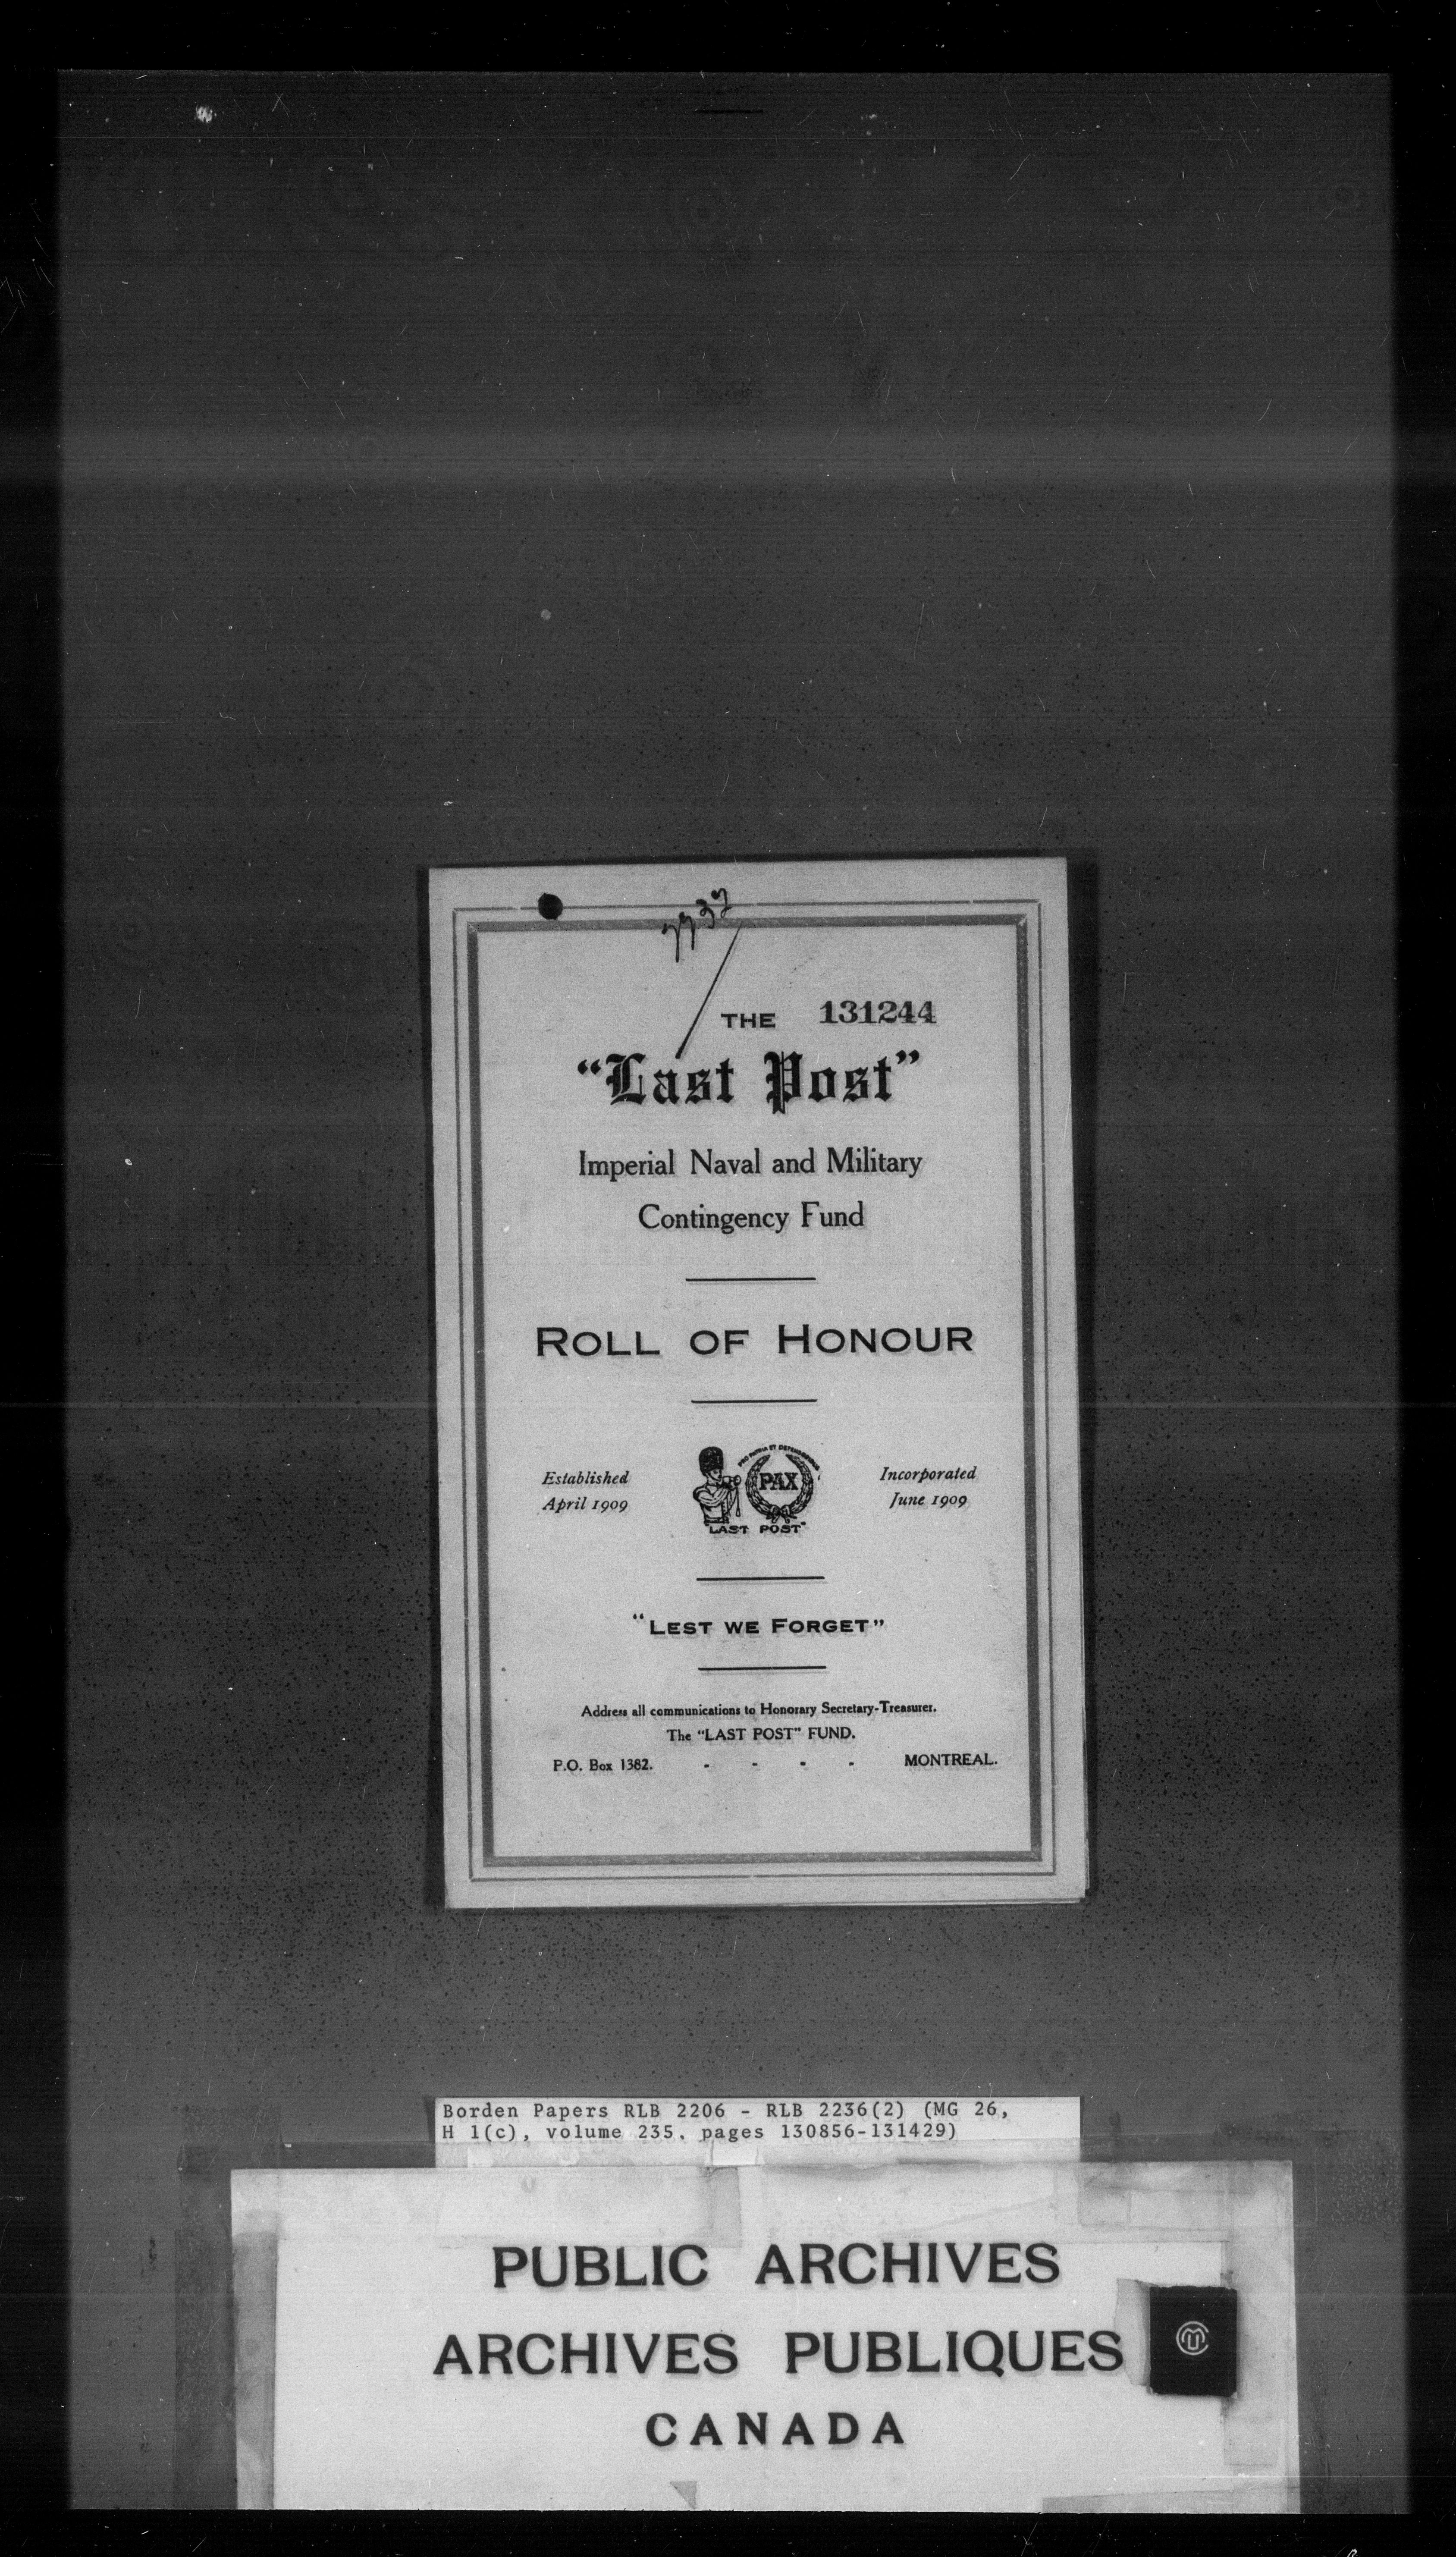 7737
THE 131244
"Last Post"
Imperial Naval and Military
Contingency Fund
ROLL OF HONOUR
Established
April 1909
PAX
"LAST POST"
Incorporated
June 1909
"LEST WE FORGET"
Address all communications to Honorary Secretary-Treasurer.
The "LAST POST" FUND.
P.O. Box 1382. - - - - MONTREAL.
Borden Papers RLB 2206 - RLB 2236(2) (MG 26,
H 1(c), volume 235, pages 130856-131429)
PUBLIC ARCHIVES
ARCHIVES PUBLIQUES
CANADA